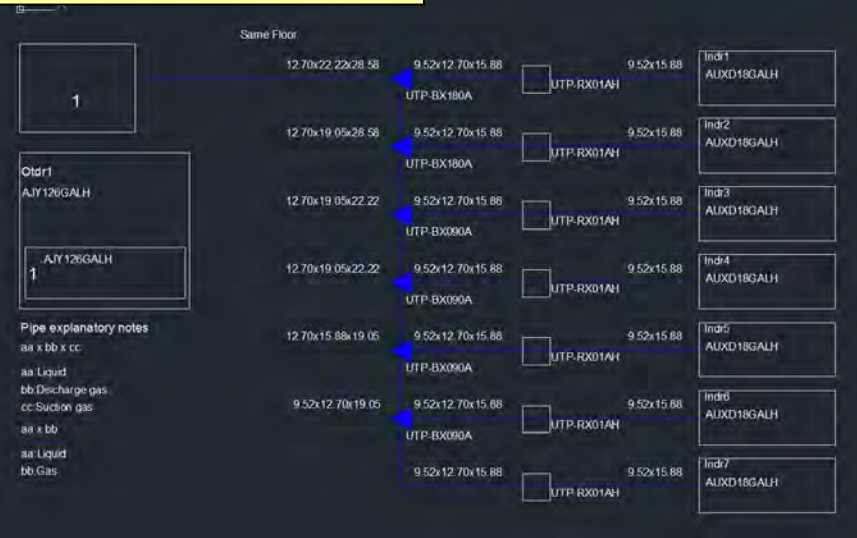 Same Floor
1
12.70x22.22x28.58
9.52x12.70x15.88
9.52x15.88
Indr1
AUXD18GALH
UTP-BX180A
UTP-RX01AH
12.70x19.05x28.58
9.52x12.70x15.88
9.52x15.88
Indr2
AUXD18GALH
UTP-BX180A
UTP-RX01AH
Otdr1
AJY126GALH
12.70x19.05x22.22
9.52x12.70x15.88
9.52x15.88
Indr3
AUXD18GALH
UTP-BX090A
UTP-RX01AH
AJY126GALH
1
12.70x19.05x22.22
9.52x12.70x15.88
9.52x15.88
Indr4
AUXD18GALH
UTP-BX090A
UTP-RX01AH
12.70x15.88x19.05
9.52x12.70x15.88
9.52x15.88
Indr5
AUXD18GALH
UTP-BX090A
UTP-RX01AH
9.52x12.70x19.05
9.52x12.70x15.88
9.52x15.88
Indr6
AUXD18GALH
UTP-BX090A
UTP-RX01AH
9.52x12.70x15.88
9.52x15.88
Indr7
AUXD18GALH
UTP-RX01AH
Pipe explanatory notes
aa x bb x cc
aa:Liquid
bb:Discharge gas
cc:Suction gas
aa x bb
aa:Liquid
bb:Gas